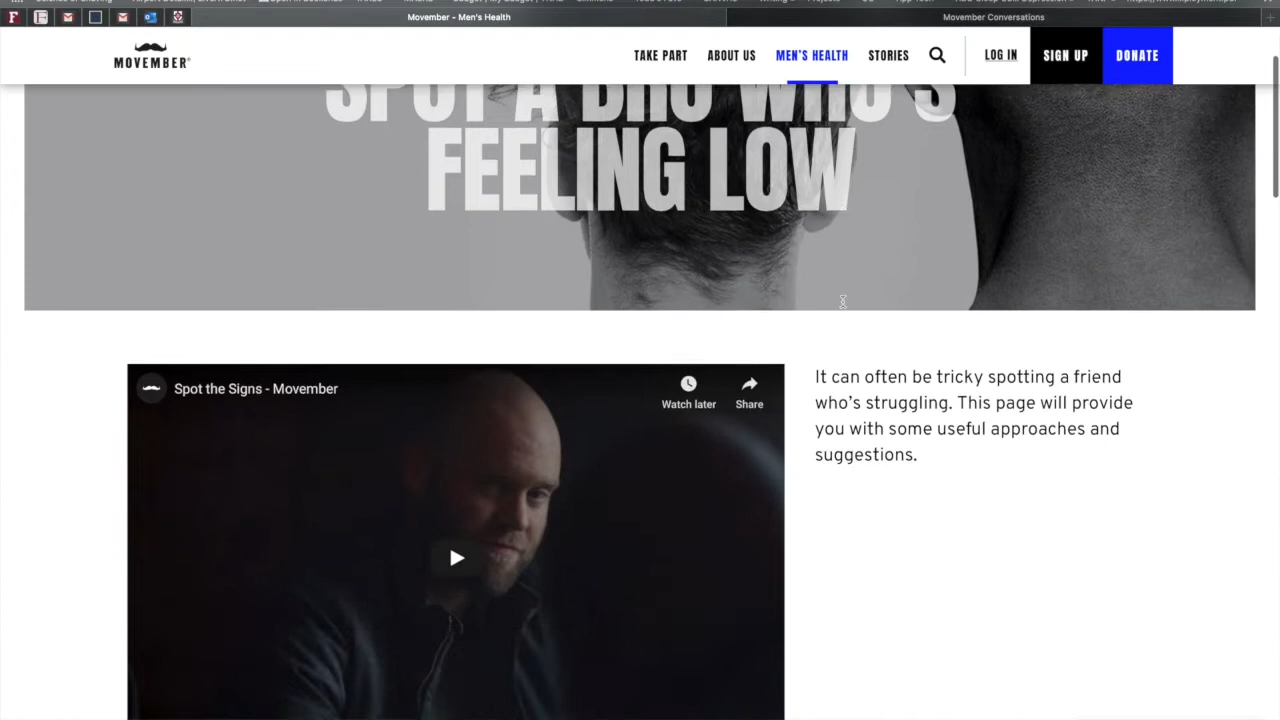 Movember - Men's Health
Movember Conversations
MOVEMBER®
TAKE PART
ABOUT US
MEN'S HEALTH
STORIES
LOG IN
SIGN UP
DONATE
SPOT A BRO WHO'S
FEELING LOW
Spot the Signs - Movember
Watch later
Share
It can often be tricky spotting a friend
who's struggling. This page will provide
you with some useful approaches and
suggestions.